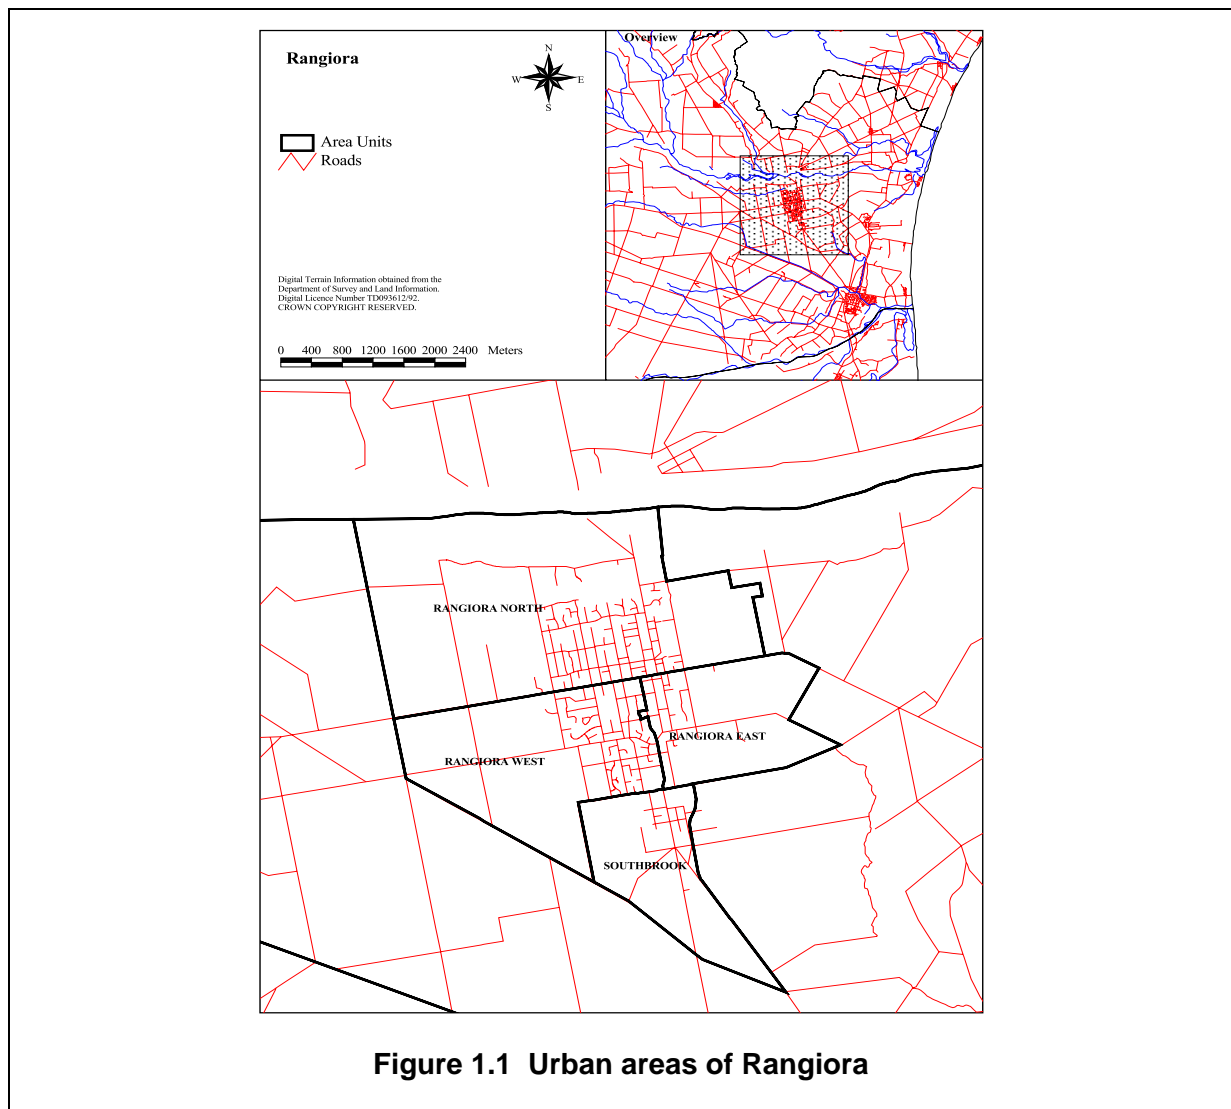 Rangiora
N
W E
S
Area Units
Roads
Digital Terrain Information obtained from the
Department of Survey and Land Information.
Digital Licence Number TD093612/92.
CROWN COPYRIGHT RESERVED.
0 400 800 1200 1600 2000 2400 Meters
Overview
RANGIORA NORTH
RANGIORA EAST
RANGIORA WEST
SOUTHBROOK
Figure 1.1 Urban areas of Rangiora